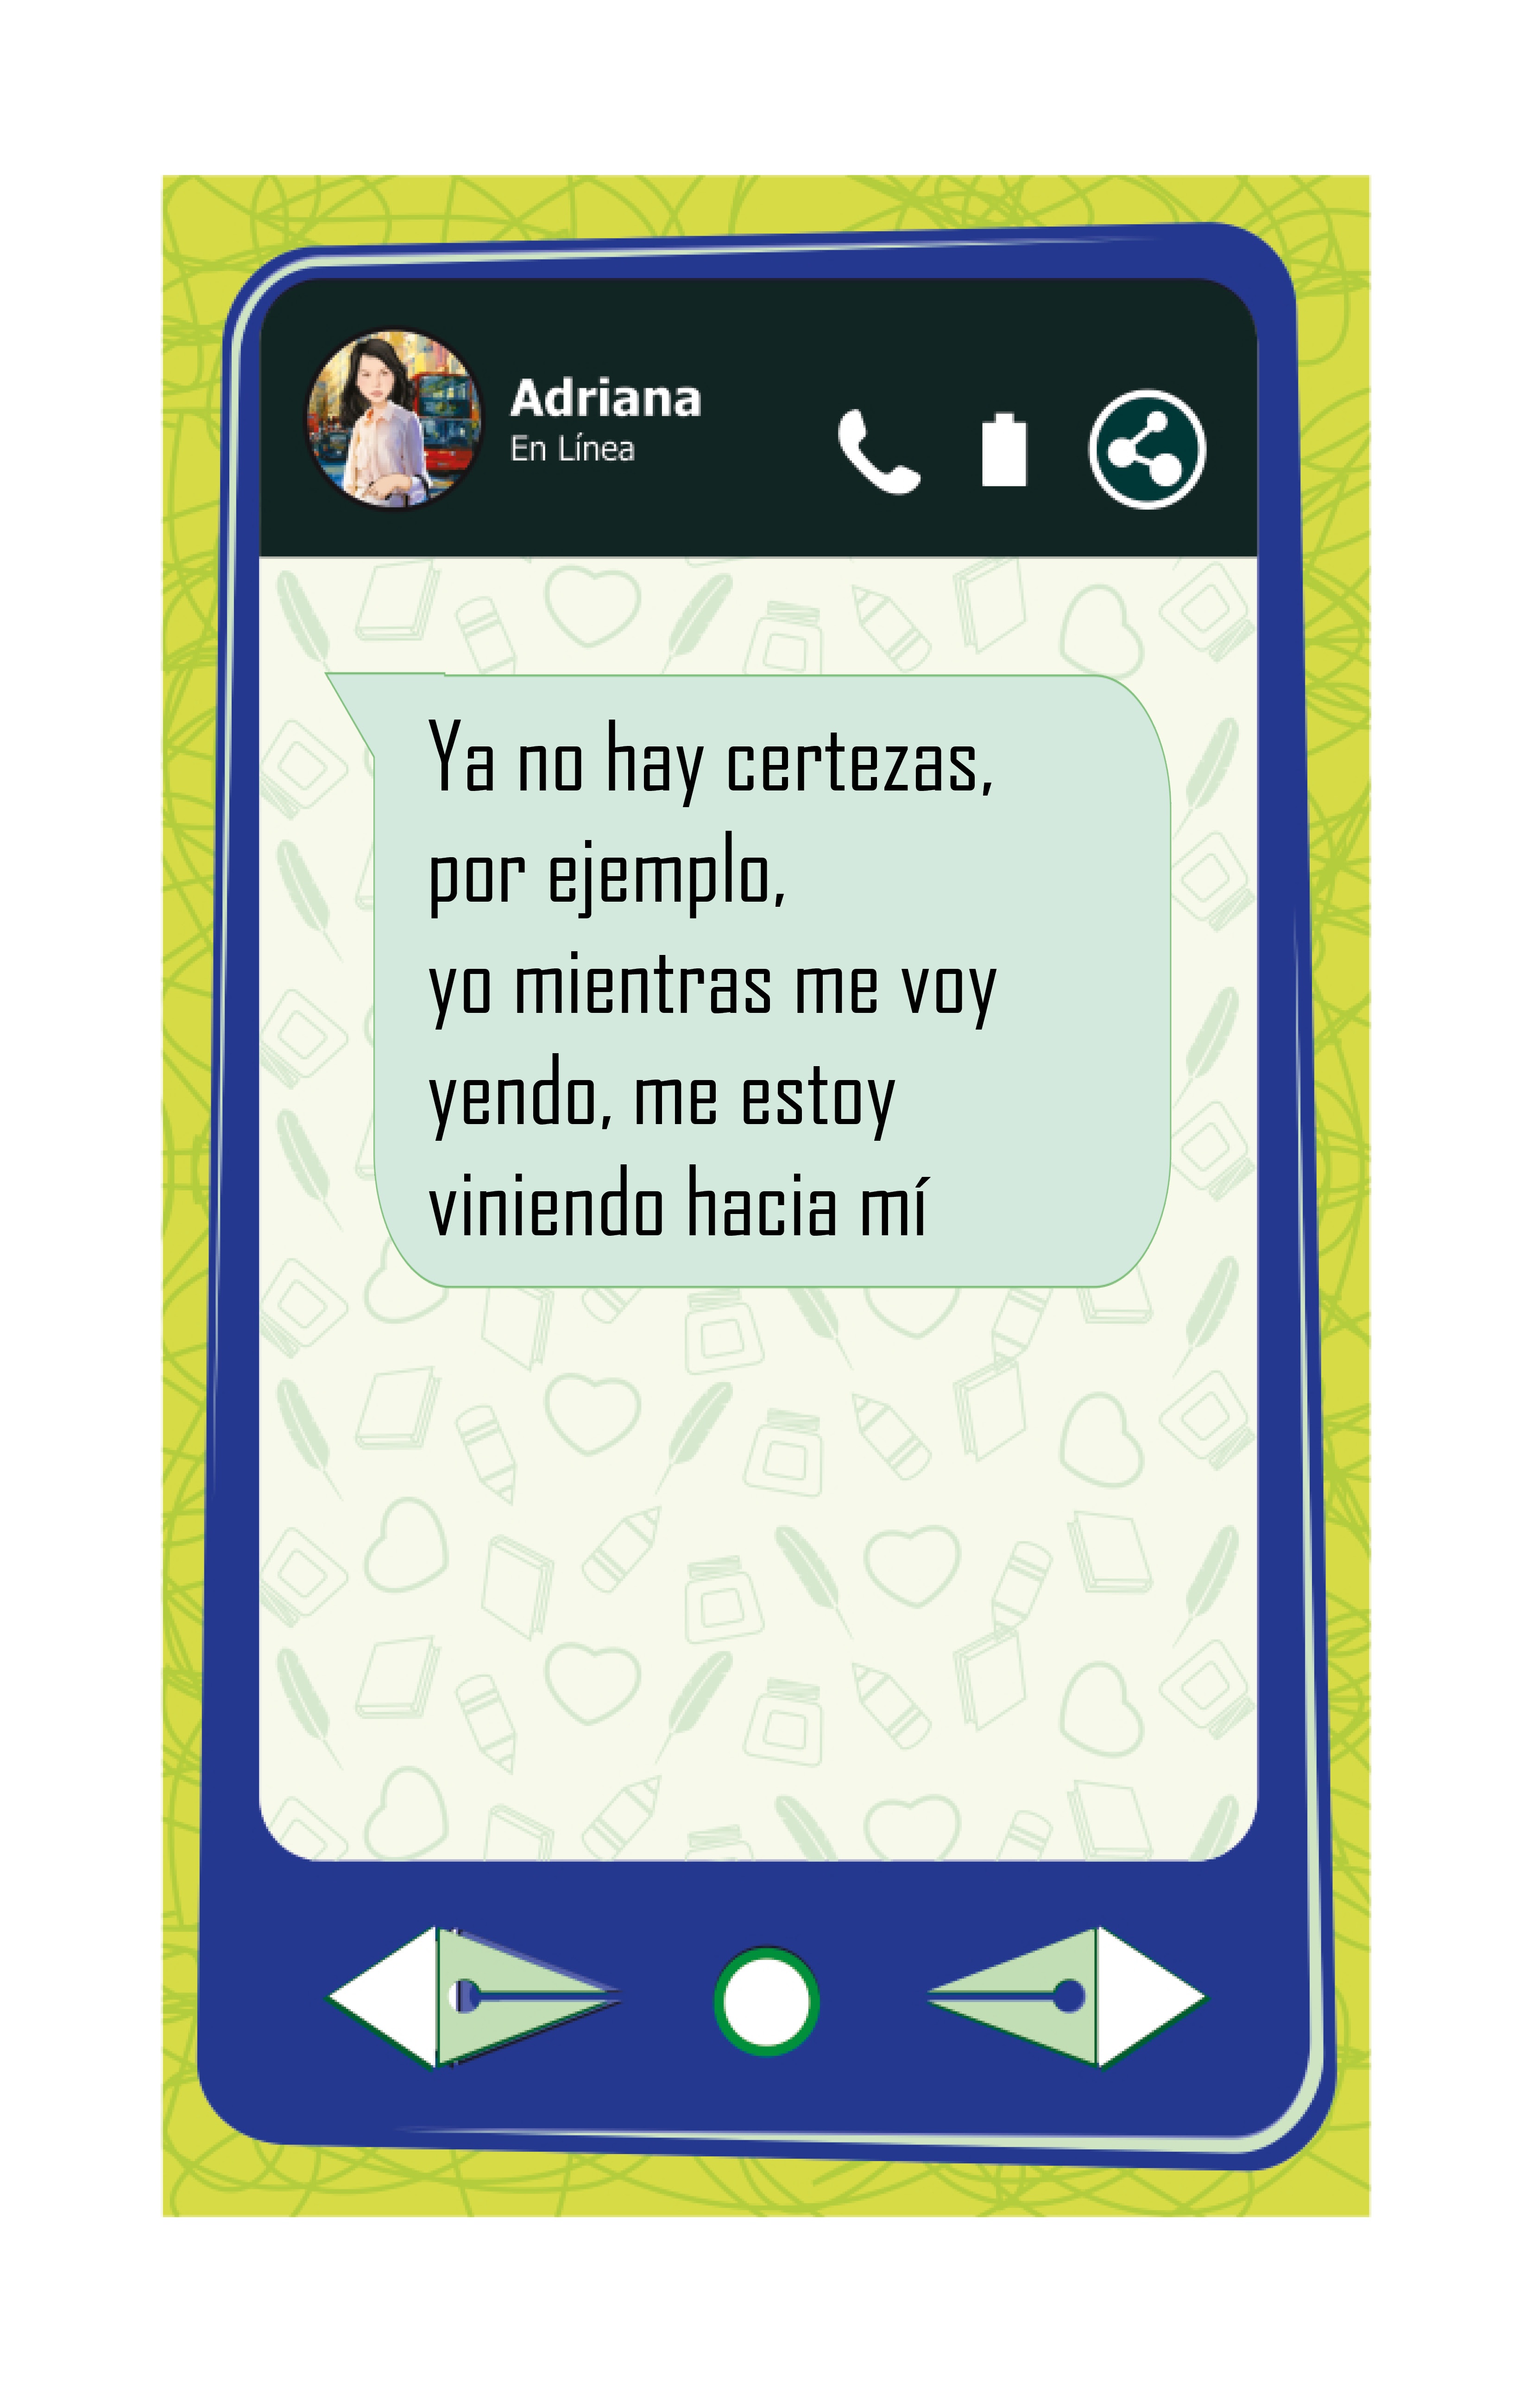 Adriana
En Línea
Ya no hay certezas,
por ejemplo,
yo mientras me voy
yendo, me estoy
viniendo hacia mí